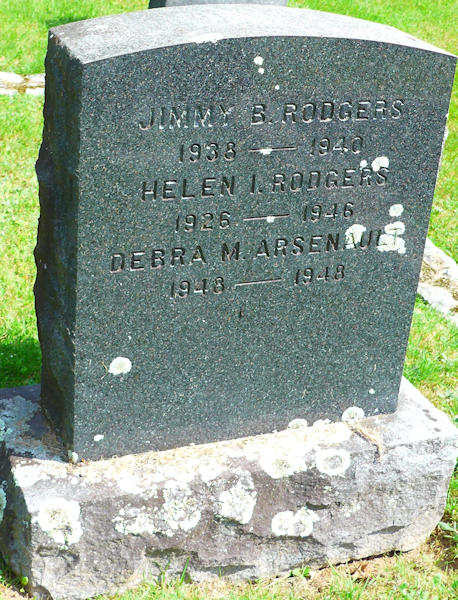 JIMMY B. RODGERS
1938 — 1940
HELEN I. RODGERS
1926 — 1946
DEBRA M. ARSENAULT
1948 — 1948